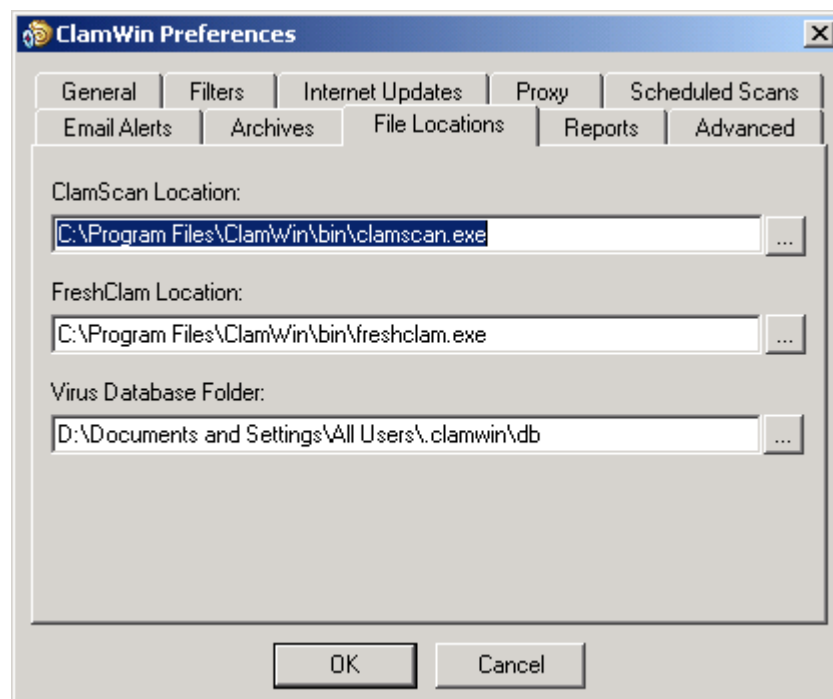 ClamWin Preferences
General Filters Internet Updates Proxy Scheduled Scans
Email Alerts Archives File Locations Reports Advanced
ClamScan Location:
C:\Program Files\ClamWin\bin\clamscan.exe
...
FreshClam Location:
C:\Program Files\ClamWin\bin\freshclam.exe
...
Virus Database Folder:
D:\Documents and Settings\All Users\.clamwin\db
...
OK Cancel